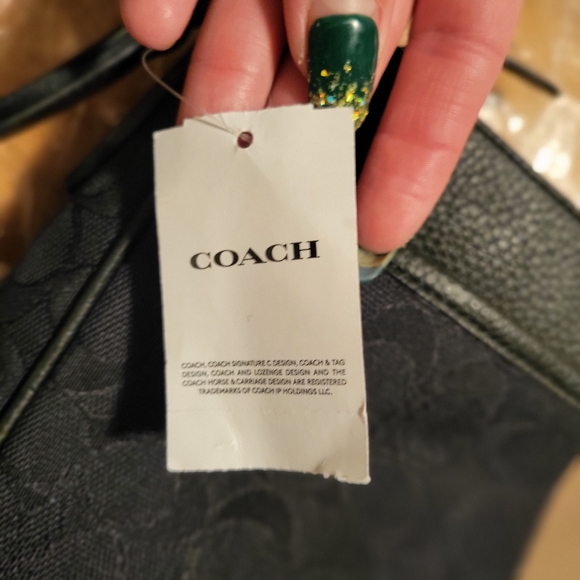 COACH
COACH, COACH SIGNATURE C DESIGN, COACH & TAG
DESIGN, COACH AND LOZENGE DESIGN AND THE
COACH HORSE & CARRIAGE DESIGN ARE REGISTERED
TRADEMARKS OF COACH IP HOLDINGS LLC.